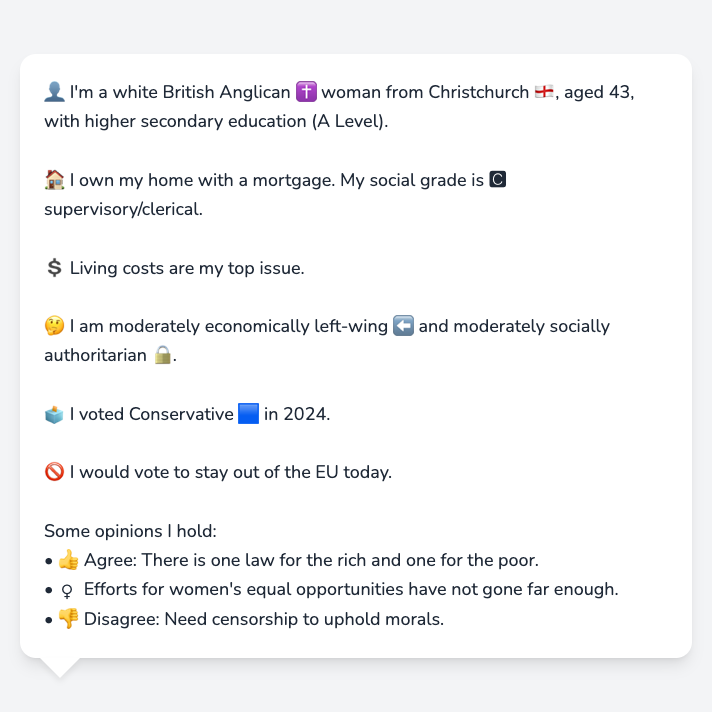 👤 I'm a white British Anglican ✝️ woman from Christchurch 🏴󠁧󠁢󠁥󠁮󠁧󠁿, aged 43,
with higher secondary education (A Level).
🏠 I own my home with a mortgage. My social grade is 🅲
supervisory/clerical.
💲 Living costs are my top issue.
🤔 I am moderately economically left-wing ⬅️ and moderately socially
authoritarian 🔒.
🗳️ I voted Conservative 🟦 in 2024.
🚫 I would vote to stay out of the EU today.
Some opinions I hold:
• 👍 Agree: There is one law for the rich and one for the poor.
• ♀ Efforts for women's equal opportunities have not gone far enough.
• 👎 Disagree: Need censorship to uphold morals.